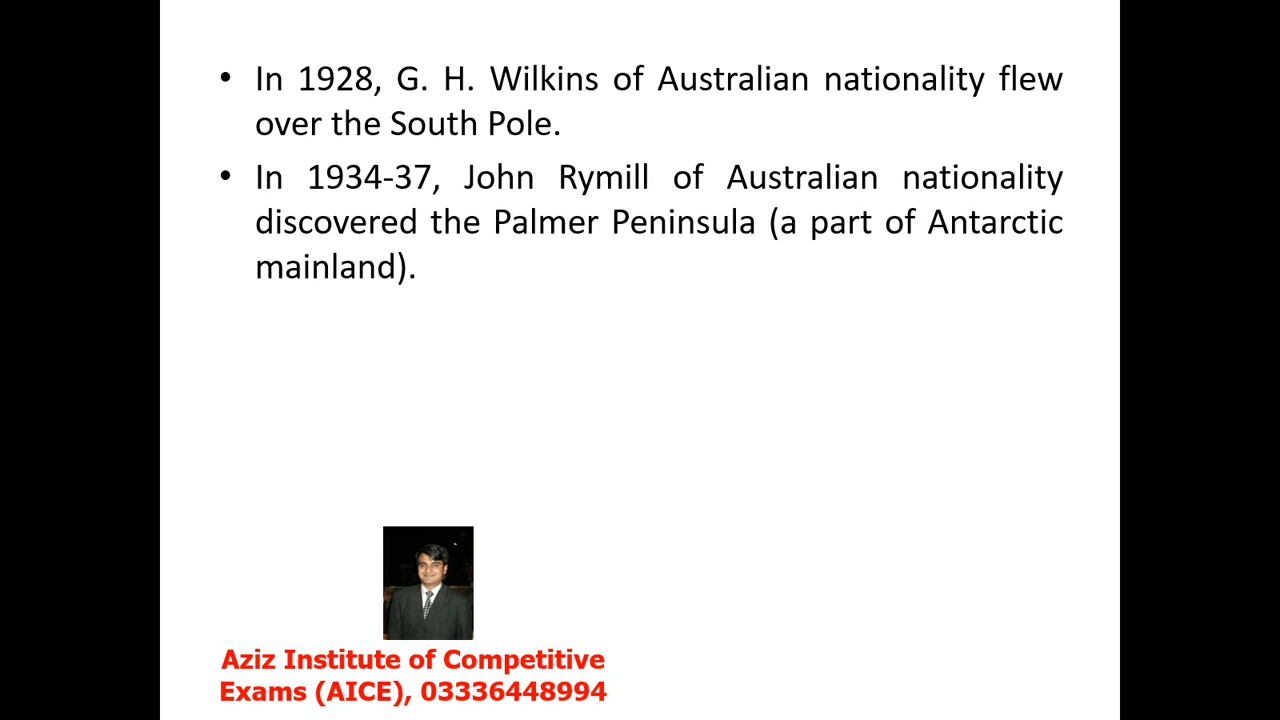 • In 1928, G. H. Wilkins of Australian nationality flew
over the South Pole.
• In 1934-37, John Rymill of Australian nationality
discovered the Palmer Peninsula (a part of Antarctic
mainland).
Aziz Institute of Competitive
Exams (AICE), 03336448994